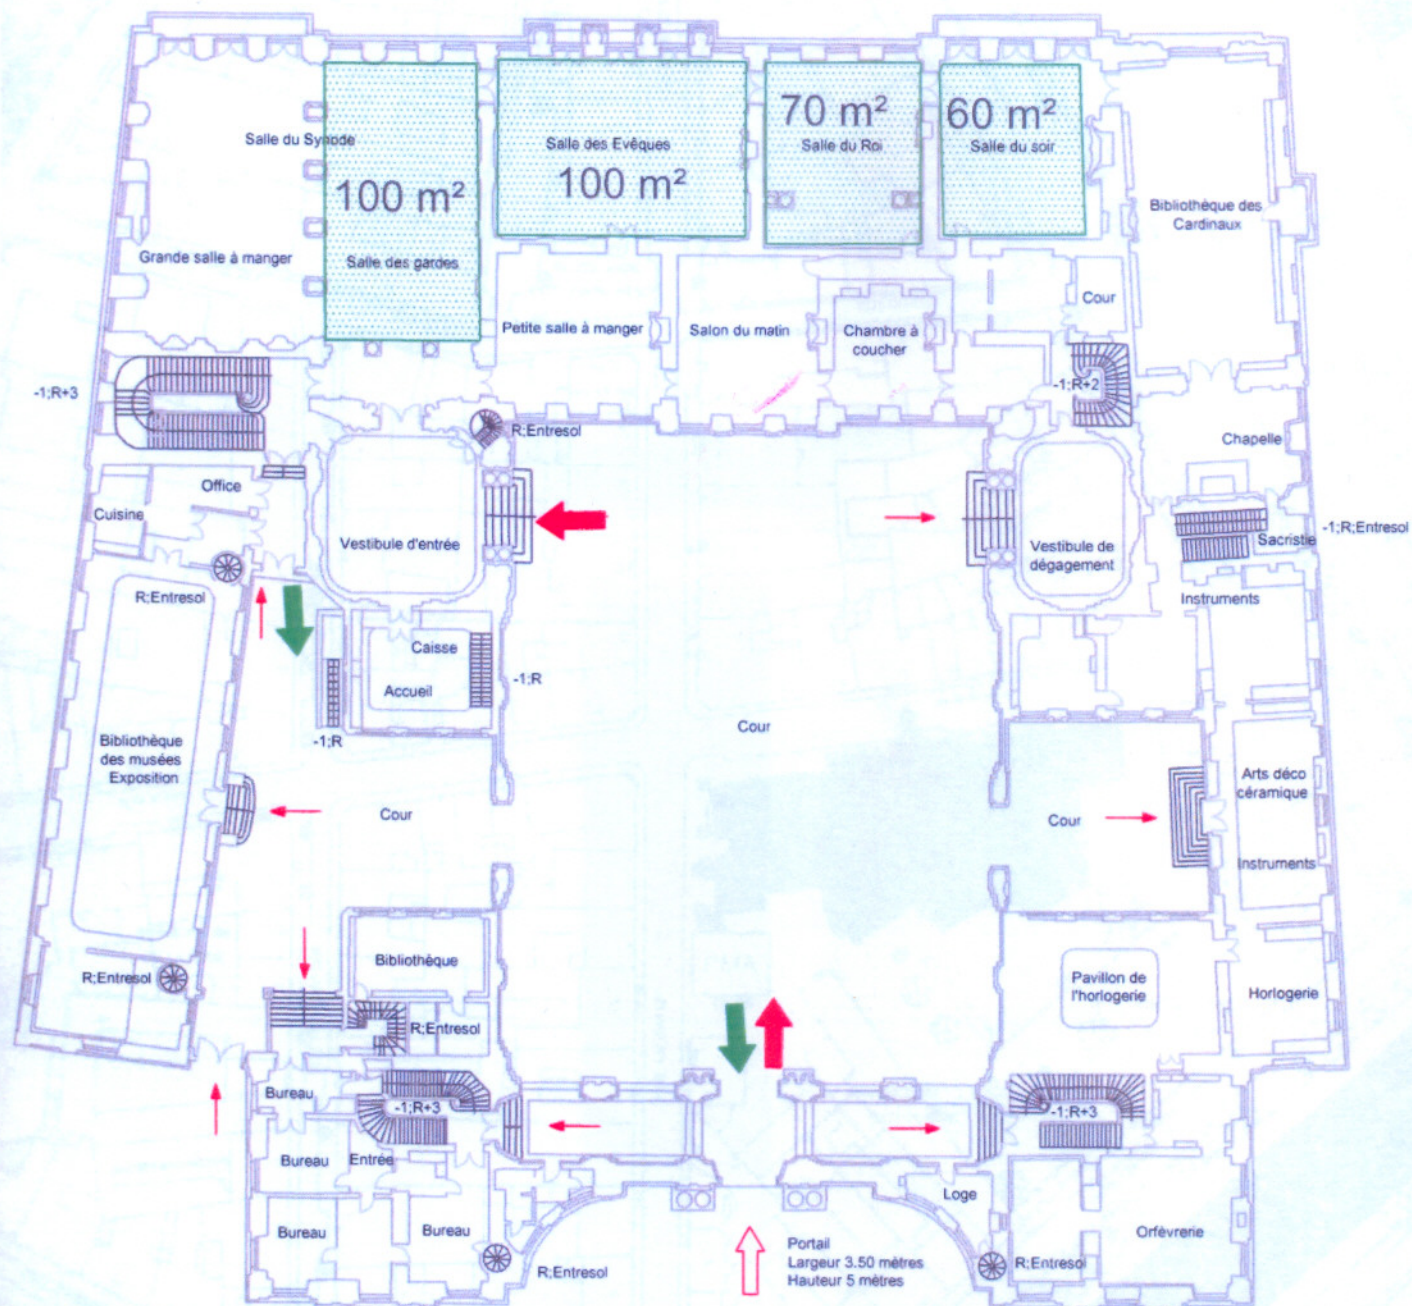 70 m²
60 m²
Salle du Synode
Salle des Evêques
Salle du Roi
Salle du soir
100 m²
100 m²
Bibliothèque des
Cardinaux
Grande salle à manger
Salle des gardes
Cour
Petite salle à manger
Salon du matin
Chambre à
coucher
-1;R+3
-1;R+2
R;Entresol
Chapelle
Office
Cuisine
Vestibule d'entrée
Vestibule de
dégagement
Sacristie
-1;R;Entresol
R;Entresol
Instruments
Caisse
Accueil
-1;R
-1;R
Cour
Bibliothèque
des musées
Exposition
Cour
Cour
Arts déco
céramique
Instruments
Bibliothèque
R;Entresol
Pavillon de
l'horlogerie
Horlogerie
R;Entresol
Bureau
-1;R+3
-1;R+3
Bureau
Entrée
Loge
Bureau
Bureau
Orfèvrerie
Portail
Largeur 3.50 mètres
Hauteur 5 mètres
R;Entresol
R;Entresol